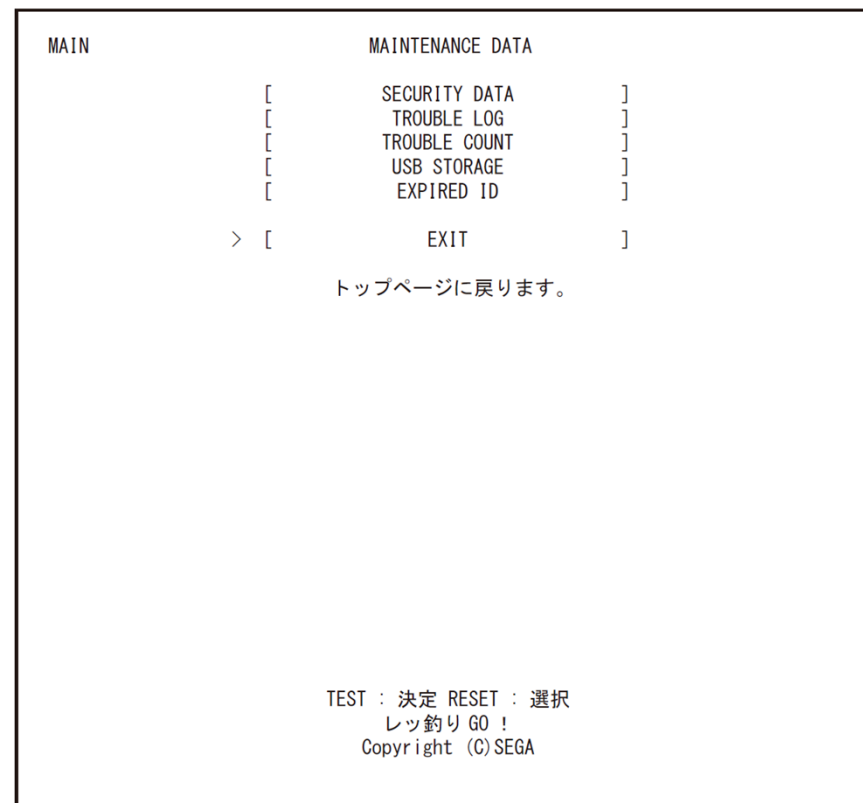 MAIN MAINTENANCE DATA
[ SECURITY DATA ]
[ TROUBLE LOG ]
[ TROUBLE COUNT ]
[ USB STORAGE ]
[ EXPIRED ID ]
> [ EXIT ]
トップページに戻ります。
TEST : 決定 RESET : 選択
レッ釣り GO !
Copyright (C)SEGA